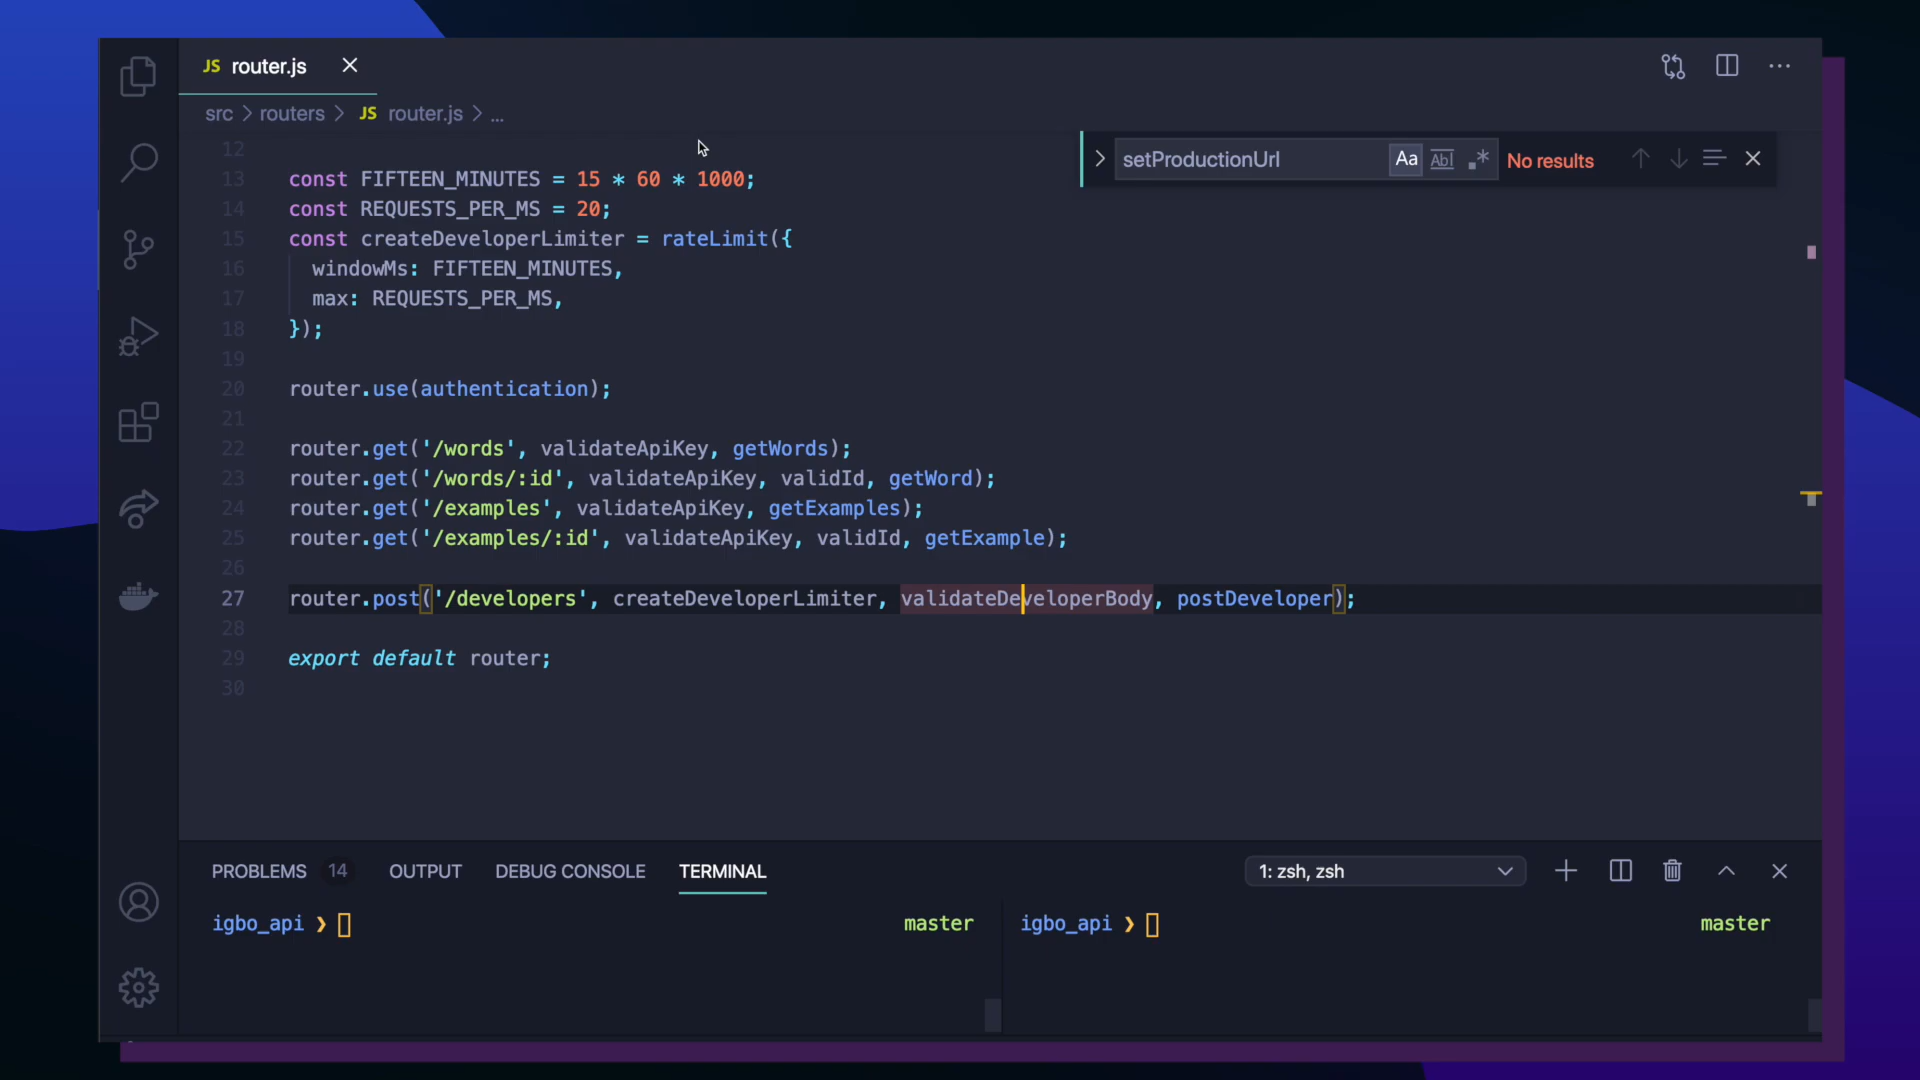 JS router.js
src > routers > JS router.js > ...
setProductionUrl Aa Abl .* No results
12
13 const FIFTEEN_MINUTES = 15 * 60 * 1000;
14 const REQUESTS_PER_MS = 20;
15 const createDeveloperLimiter = rateLimit({
16 windowMs: FIFTEEN_MINUTES,
17 max: REQUESTS_PER_MS,
18 });
19
20 router.use(authentication);
21
22 router.get('/words', validateApiKey, getWords);
23 router.get('/words/:id', validateApiKey, validId, getWord);
24 router.get('/examples', validateApiKey, getExamples);
25 router.get('/examples/:id', validateApiKey, validId, getExample);
26
27 router.post('/developers', createDeveloperLimiter, validateDeveloperBody, postDeveloper);
28
29 export default router;
30
PROBLEMS 14 OUTPUT DEBUG CONSOLE TERMINAL 1: zsh, zsh
igbo_api ❯ master
igbo_api ❯ master